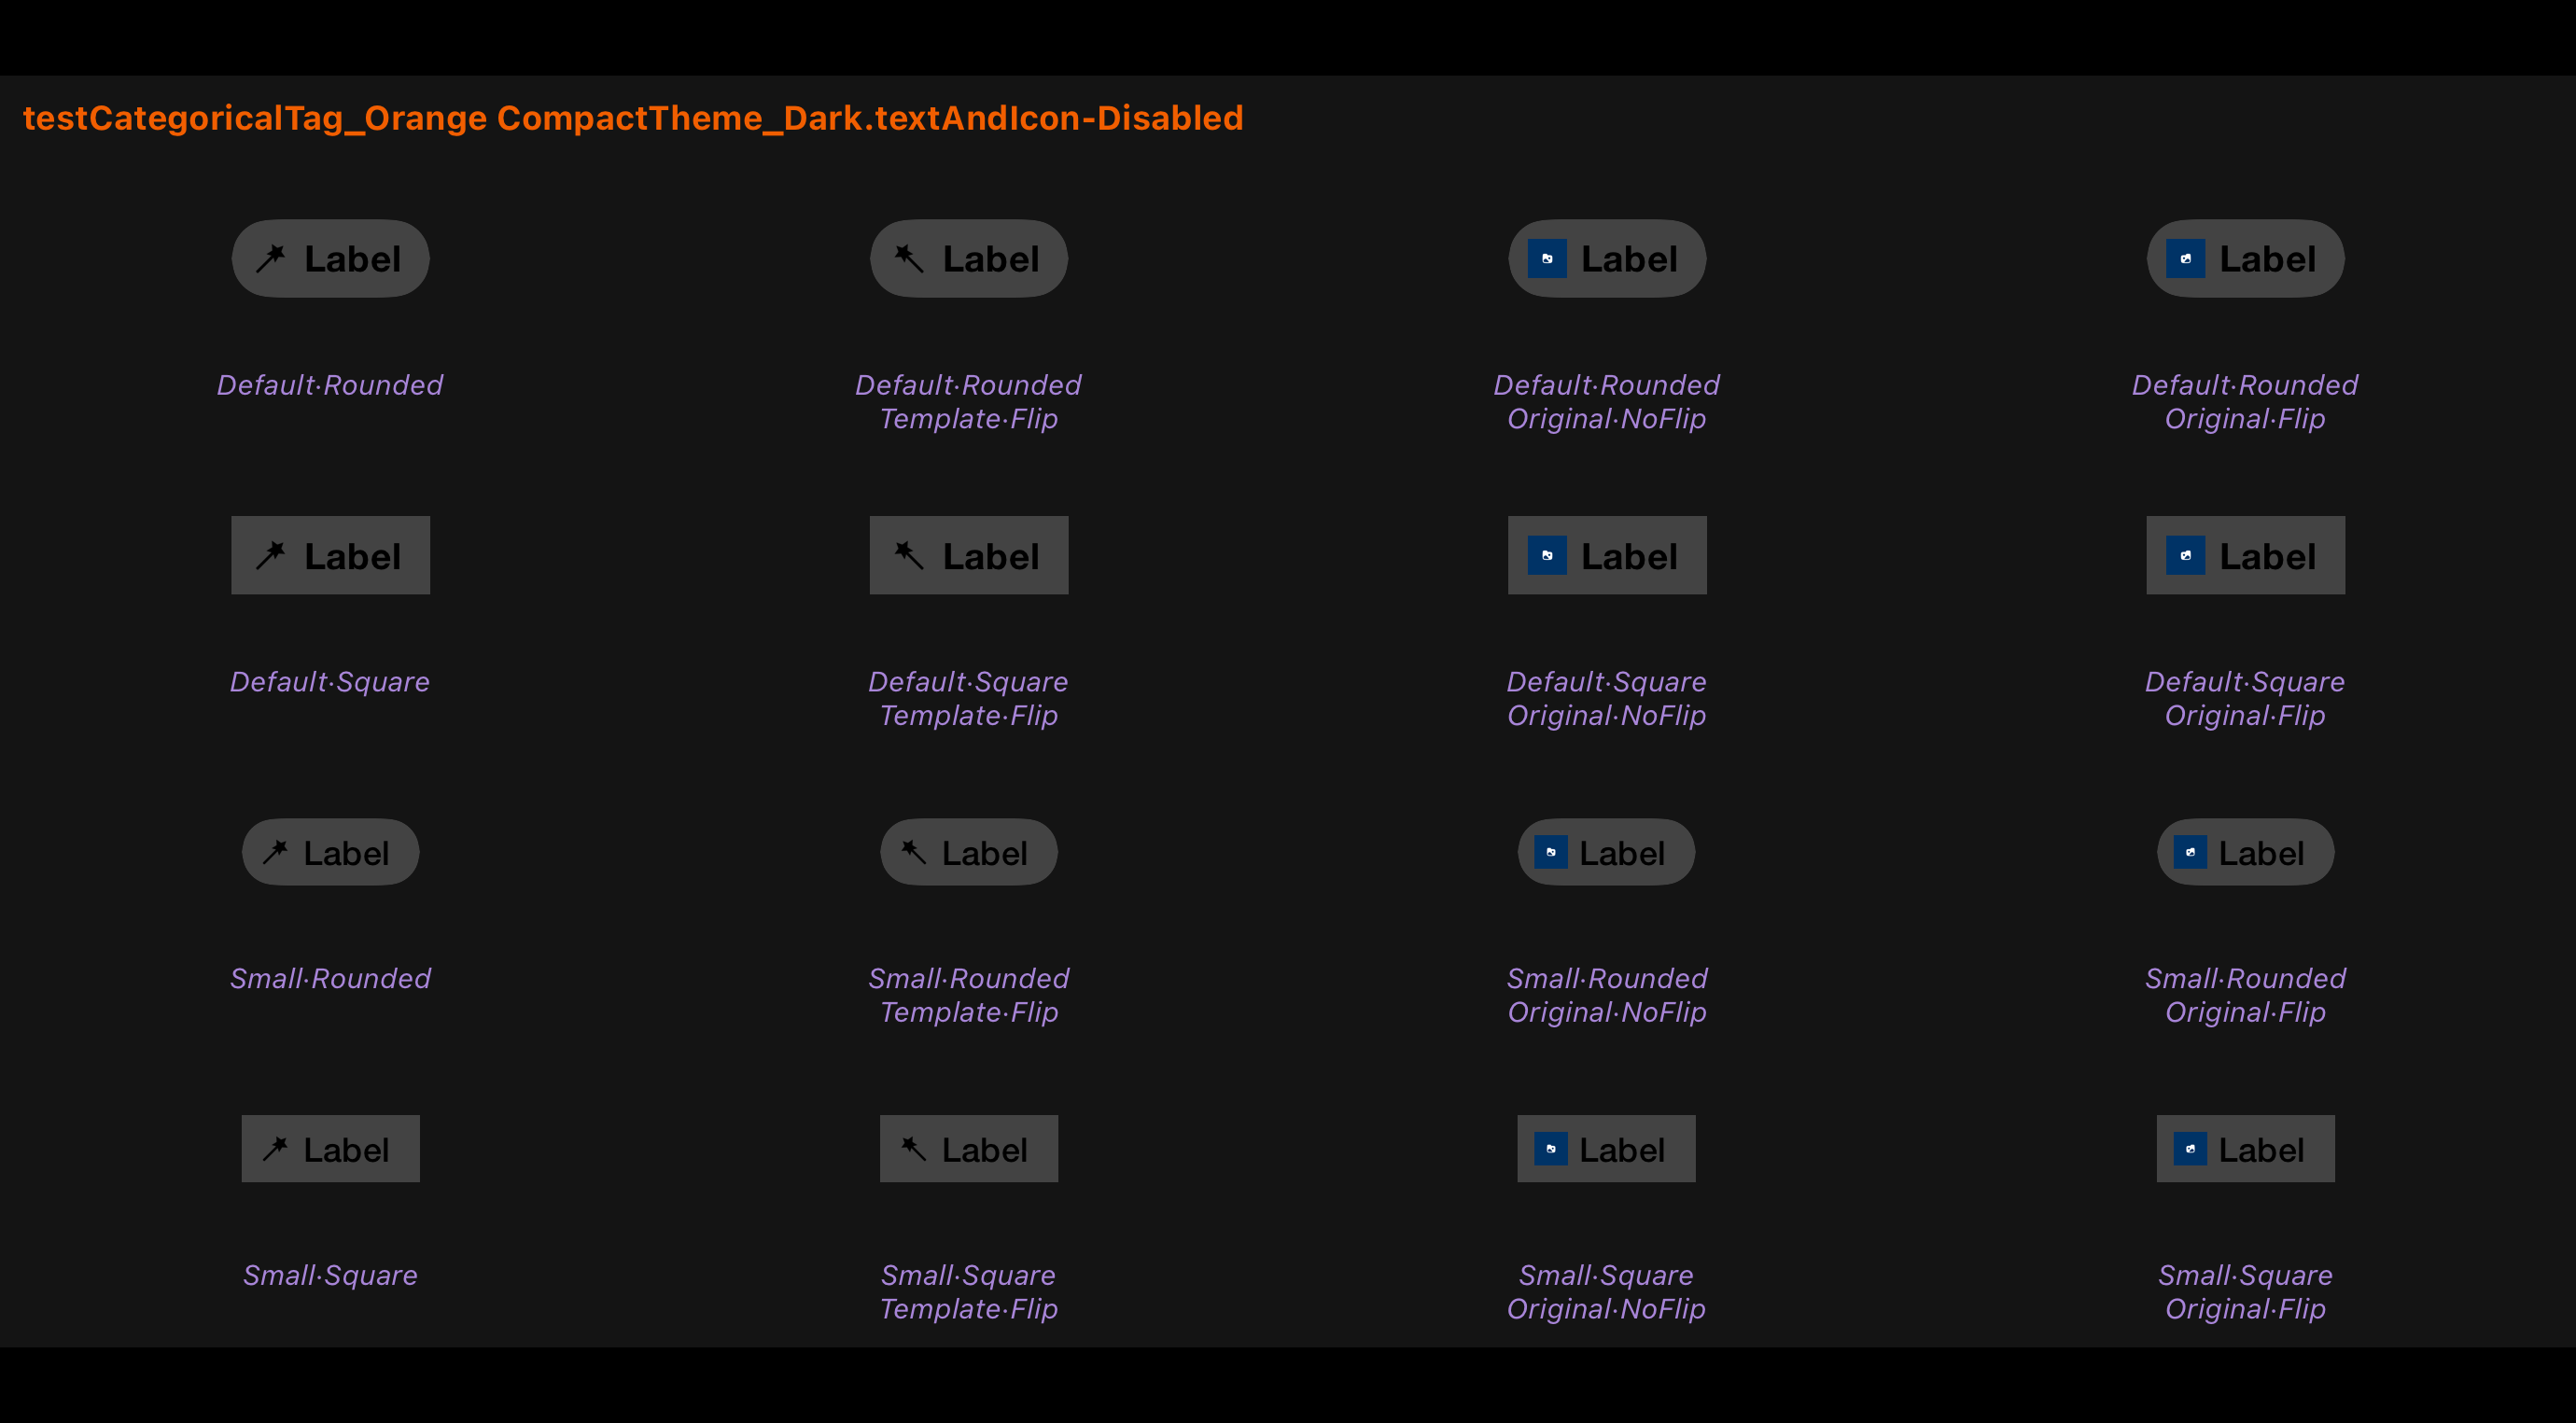 testCategoricalTag_Orange CompactTheme_Dark.textAndIcon-Disabled
Label
Label
Label
Label
Default·Rounded
Default·Rounded
Template·Flip
Default·Rounded
Original·NoFlip
Default·Rounded
Original·Flip
Label
Label
Label
Label
Default·Square
Default·Square
Template·Flip
Default·Square
Original·NoFlip
Default·Square
Original·Flip
Label
Label
Label
Label
Small·Rounded
Small·Rounded
Template·Flip
Small·Rounded
Original·NoFlip
Small·Rounded
Original·Flip
Label
Label
Label
Label
Small·Square
Small·Square
Template·Flip
Small·Square
Original·NoFlip
Small·Square
Original·Flip